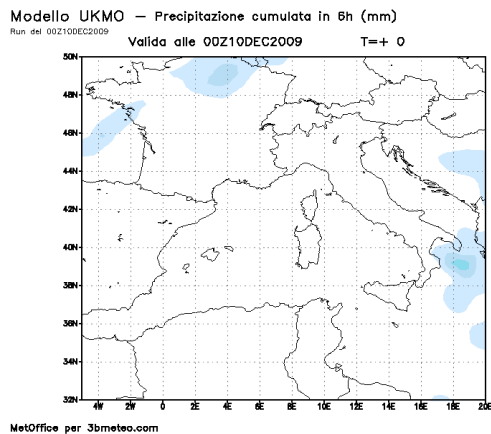 Modello UKMO – Precipitazione cumulata in 6h (mm)
Run del 00Z10DEC2009
Valida alle 00Z10DEC2009 T=+ 0
50N
48N
46N
44N
42N
40N
38N
36N
34N
32N
4W 2W 0 2E 4E 6E 8E 10E 12E 14E 16E 18E 20E
MetOffice per 3bmeteo.com